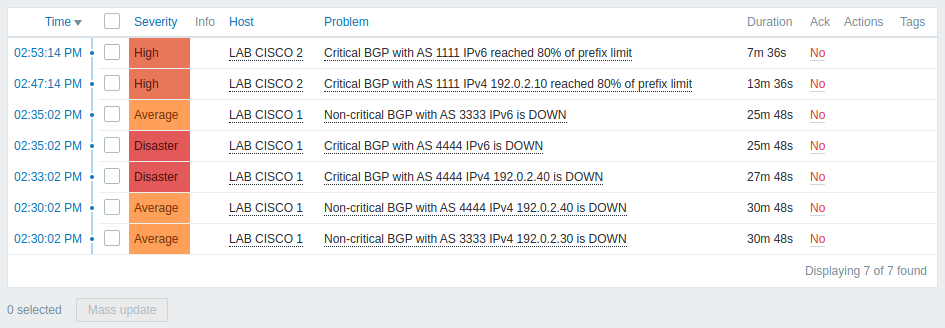 Time Severity Info Host Problem Duration Ack Actions Tags
02:53:14 PM High LAB CISCO 2 Critical BGP with AS 1111 IPv6 reached 80% of prefix limit 7m 36s No
02:47:14 PM High LAB CISCO 2 Critical BGP with AS 1111 IPv4 192.0.2.10 reached 80% of prefix limit 13m 36s No
02:35:02 PM Average LAB CISCO 1 Non-critical BGP with AS 3333 IPv6 is DOWN 25m 48s No
02:35:02 PM Disaster LAB CISCO 1 Critical BGP with AS 4444 IPv6 is DOWN 25m 48s No
02:33:02 PM Disaster LAB CISCO 1 Critical BGP with AS 4444 IPv4 192.0.2.40 is DOWN 27m 48s No
02:30:02 PM Average LAB CISCO 1 Non-critical BGP with AS 4444 IPv4 192.0.2.40 is DOWN 30m 48s No
02:30:02 PM Average LAB CISCO 1 Non-critical BGP with AS 3333 IPv4 192.0.2.30 is DOWN 30m 48s No
Displaying 7 of 7 found
0 selected Mass update